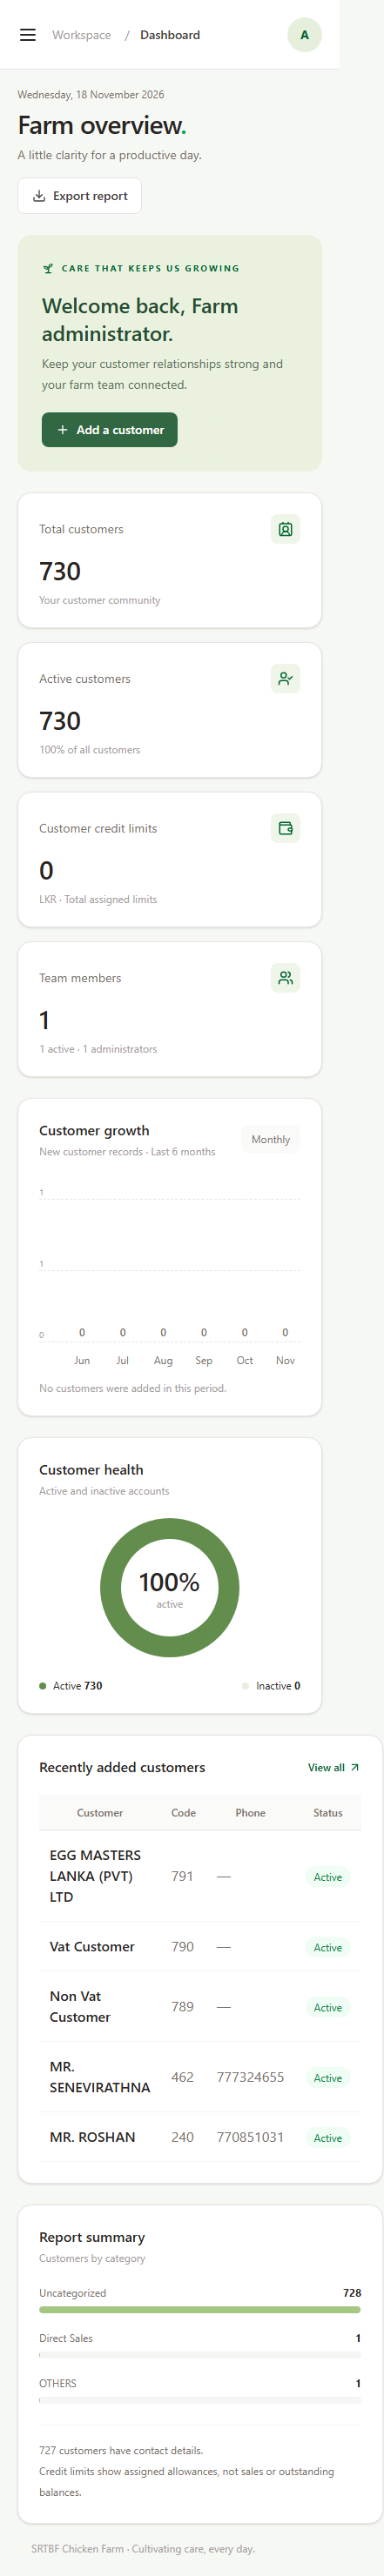 Workspace / Dashboard A
Wednesday, 18 November 2026
Farm overview.
A little clarity for a productive day.
Export report
CARE THAT KEEPS US GROWING
Welcome back, Farm
administrator.
Keep your customer relationships strong and
your farm team connected.
Add a customer
Total customers
730
Your customer community
Active customers
730
100% of all customers
Customer credit limits
0
LKR · Total assigned limits
Team members
1
1 active · 1 administrators
Customer growth
New customer records · Last 6 months
Monthly
1
1
0 0 0 0 0 0 0
Jun Jul Aug Sep Oct Nov
No customers were added in this period.
Customer health
Active and inactive accounts
100%
active
Active 730 Inactive 0
Recently added customers View all
Customer Code Phone Status
EGG MASTERS
LANKA (PVT)
LTD
791 — Active
Vat Customer 790 — Active
Non Vat
Customer
789 — Active
MR.
SENEVIRATHNA
462 777324655 Active
MR. ROSHAN 240 770851031 Active
Report summary
Customers by category
Uncategorized 728
Direct Sales 1
OTHERS 1
727 customers have contact details.
Credit limits show assigned allowances, not sales or outstanding
balances.
SRTBF Chicken Farm · Cultivating care, every day.